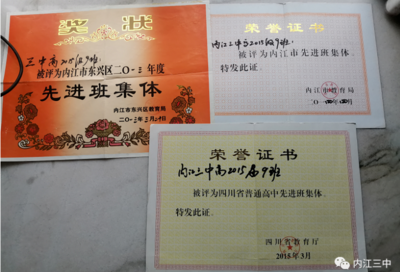 奖状
三中高2015级9班:
被评为内江市东兴区二〇一三年度
先进班集体
内江市东兴区教育局
荣誉证书
内江三中高2015级9班:
被评为内江市先进班集体
特发此证。
内江市教育局
荣誉证书
内江三中高2015届9班
被评为四川省普通高中先进班集体.
特发此证.
四川省教育厅
2015年3月
内江三中